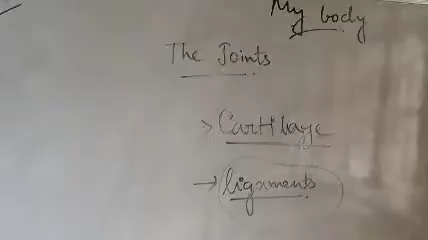 My body
The Joints
> Cartilage
→ ligaments